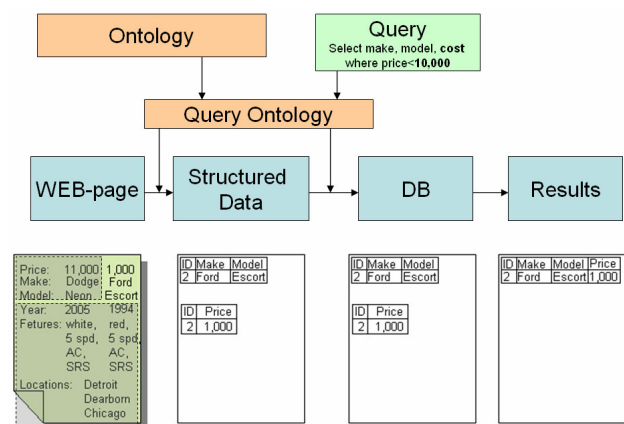 Ontology
Query
Select make, model, cost
where price<10,000
Query Ontology
WEB-page
Structured
Data
DB
Results
Price: 11,000 1,000
Make: Dodge Ford
Model: Neon Escort
Year: 2005 1994
Fetures: white, red,
5 spd, 5 spd,
AC, AC,
SRS SRS
Locations: Detroit
Dearborn
Chicago
ID Make Model
2 Ford Escort
ID Price
2 1,000
ID Make Model
2 Ford Escort
ID Price
2 1,000
ID Make Model Price
2 Ford Escort 1,000